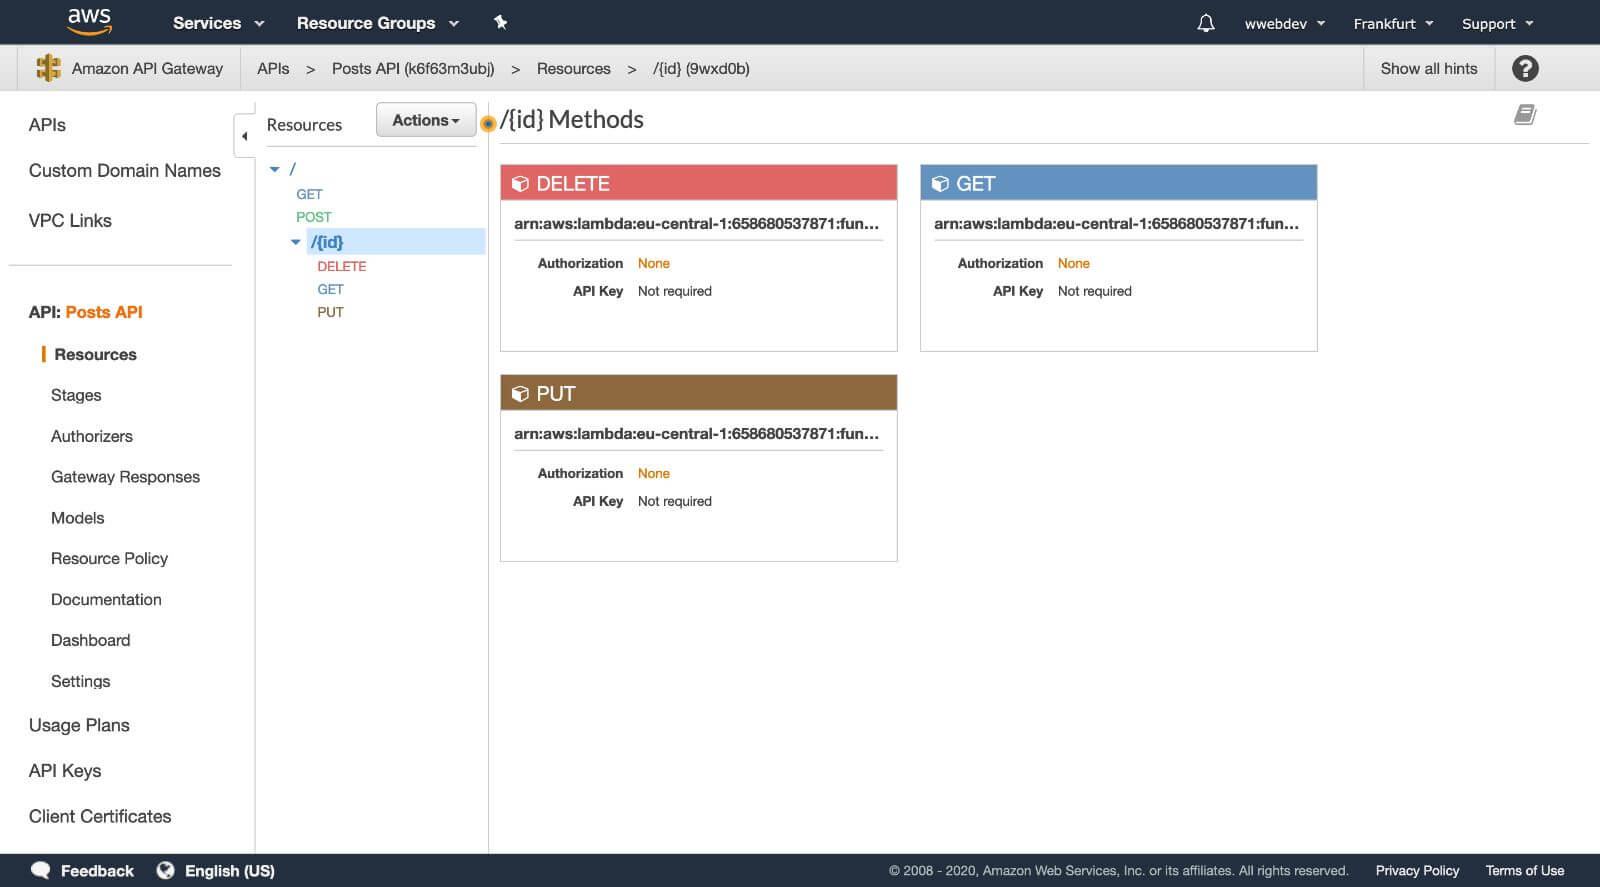 aws Services Resource Groups wwebdev Frankfurt Support
Amazon API Gateway APIs > Posts API (k6f63m3ubj) > Resources > /{id} (9wxd0b) Show all hints ?
APIs
Custom Domain Names
VPC Links
API: Posts API
Resources
Stages
Authorizers
Gateway Responses
Models
Resource Policy
Documentation
Dashboard
Settings
Usage Plans
API Keys
Client Certificates
Resources Actions
/
GET
POST
/{id}
DELETE
GET
PUT
/{id} Methods
DELETE
arn:aws:lambda:eu-central-1:658680537871:fun...
Authorization None
API Key Not required
GET
arn:aws:lambda:eu-central-1:658680537871:fun...
Authorization None
API Key Not required
PUT
arn:aws:lambda:eu-central-1:658680537871:fun...
Authorization None
API Key Not required
Feedback English (US) © 2008 - 2020, Amazon Web Services, Inc. or its affiliates. All rights reserved. Privacy Policy Terms of Use